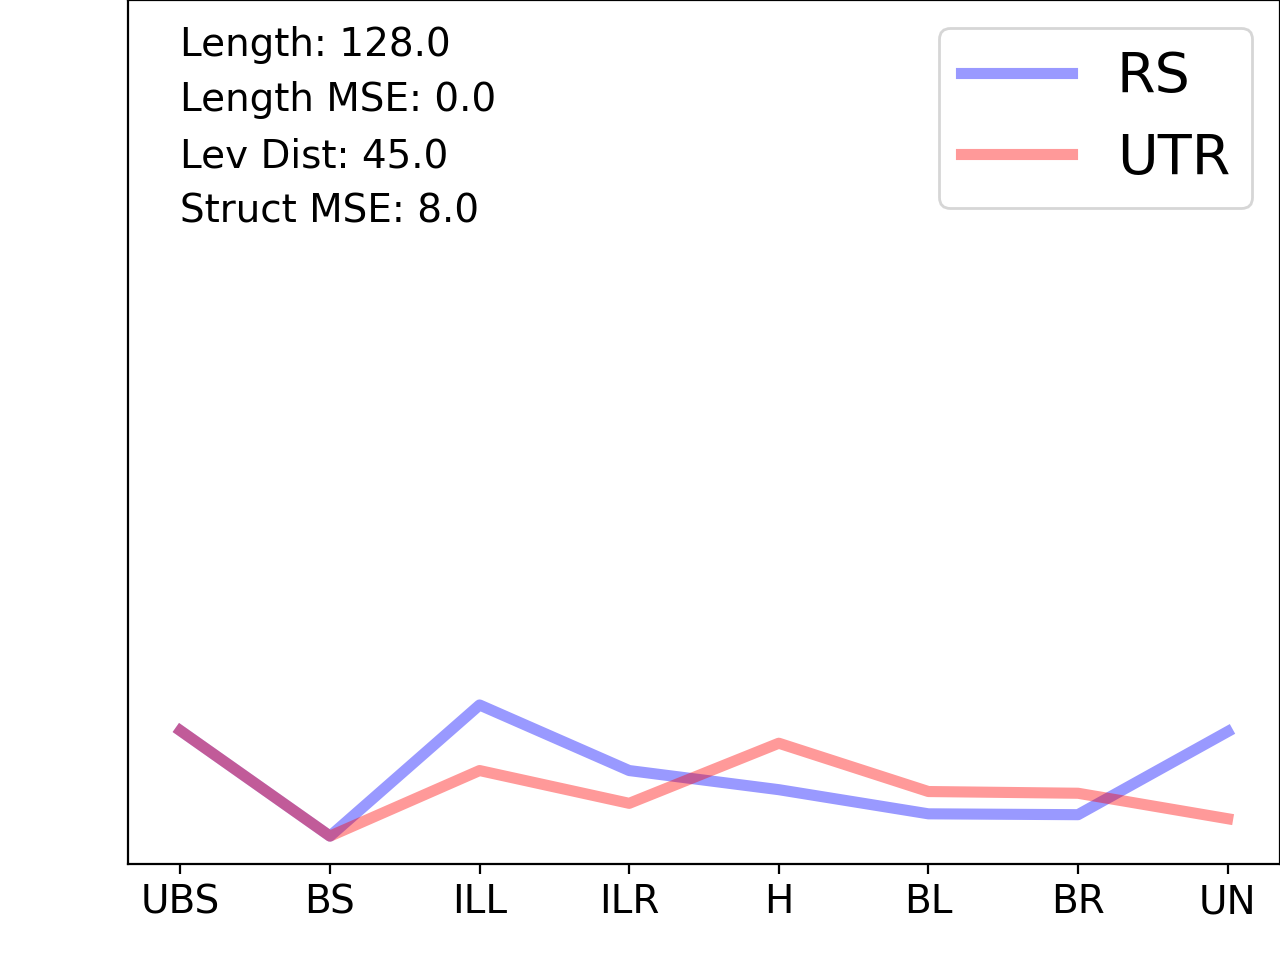 Length: 128.0
Length MSE: 0.0
Lev Dist: 45.0
Struct MSE: 8.0
RS
UTR
UBS BS ILL ILR H BL BR UN